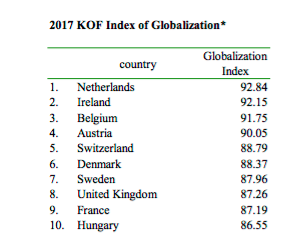 2017 KOF Index of Globalization*
country Globalization Index
1. Netherlands 92.84
2. Ireland 92.15
3. Belgium 91.75
4. Austria 90.05
5. Switzerland 88.79
6. Denmark 88.37
7. Sweden 87.96
8. United Kingdom 87.26
9. France 87.19
10. Hungary 86.55